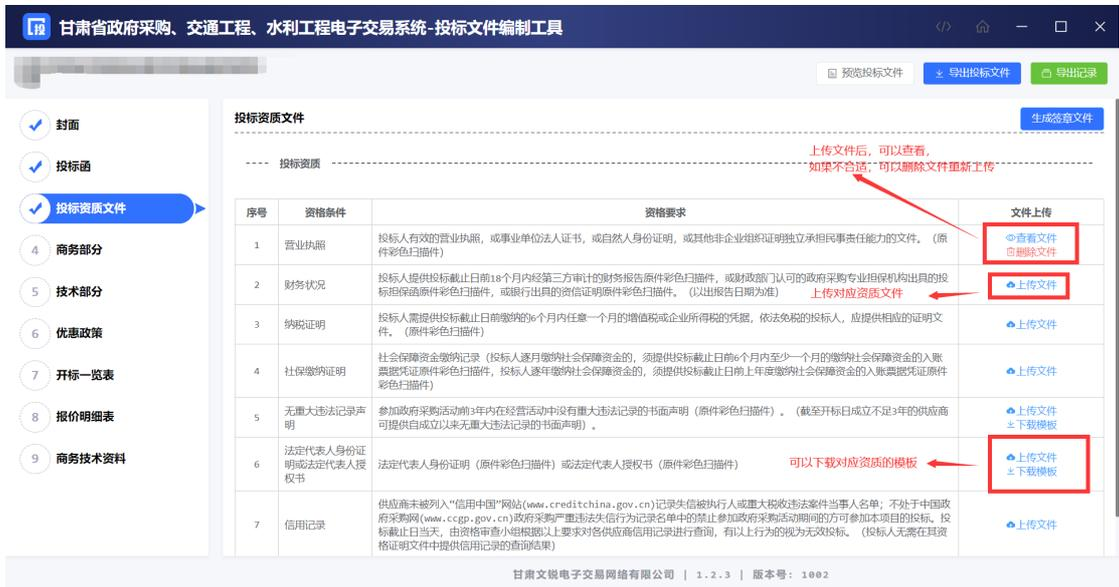 投 甘肃省政府采购、交通工程、水利工程电子交易系统-投标文件编制工具
预览投标文件 导出投标文件 导出记录
封面
投标函
投标资质文件
4 商务部分
5 技术部分
6 优惠政策
7 开标一览表
8 报价明细表
9 商务技术资料
投标资质文件 生成签章文件
投标资质
上传文件后，可以查看，
如果不合适，可以删除文件重新上传
序号 资格条件 资格要求 文件上传
1 营业执照 投标人有效的营业执照，或事业单位法人证书，或自然人身份证明，或其他非企业组织证明独立承担民事责任能力的文件。（原
件彩色扫描件）
查看文件
删除文件
2 财务状况 投标人提供投标截止日前18个月内经第三方审计的财务报告原件彩色扫描件，或财政部门认可的政府采购专业担保机构出具的投
标担保函原件彩色扫描件，或银行出具的资信证明原件彩色扫描件。（以出报告日期为准）
上传对应资质文件
上传文件
3 纳税证明 投标人需提供投标截止日前缴纳的6个月内任意一个月的增值税或企业所得税的凭据，依法免税的投标人，应提供相应的证明文
件。（原件彩色扫描件）
上传文件
4 社保缴纳证明 社会保障资金缴纳记录（投标人逐月缴纳社会保障资金的，须提供投标截止日前6个月内至少一个月的缴纳社会保障资金的入账
票据凭证原件彩色扫描件，投标人逐年缴纳社会保障资金的，须提供投标截止日前上年度缴纳社会保障资金的入账票据凭证原件
彩色扫描件）
上传文件
5 无重大违法记录声
明
参加政府采购活动前3年内在经营活动中没有重大违法记录的书面声明（原件彩色扫描件）。（截至开标日成立不足3年的供应商
可提供自成立以来无重大违法记录的书面声明）。
上传文件
下载模板
6 法定代表人身份证
明或法定代表人授
权书
法定代表人身份证明（原件彩色扫描件）或法定代表人授权书（原件彩色扫描件）
可以下载对应资质的模板
上传文件
下载模板
7 信用记录 供应商未被列入“信用中国”网站(www.creditchina.gov.cn)记录失信被执行人或重大税收违法案件当事人名单；不处于中国政
府采购网(www.ccgp.gov.cn)政府采购严重违法失信行为记录名单中的禁止参加政府采购活动期间的方可参加本项目的投标。投
标截止日当天，由资格审查小组根据以上要求对各供应商信用记录进行查询，有以上行为的视为无效投标。（投标人无需在其资
格证明文件中提供信用记录的查询结果）
上传文件
甘肃文锐电子交易网络有限公司 | 1.2.3 | 版本号: 1002